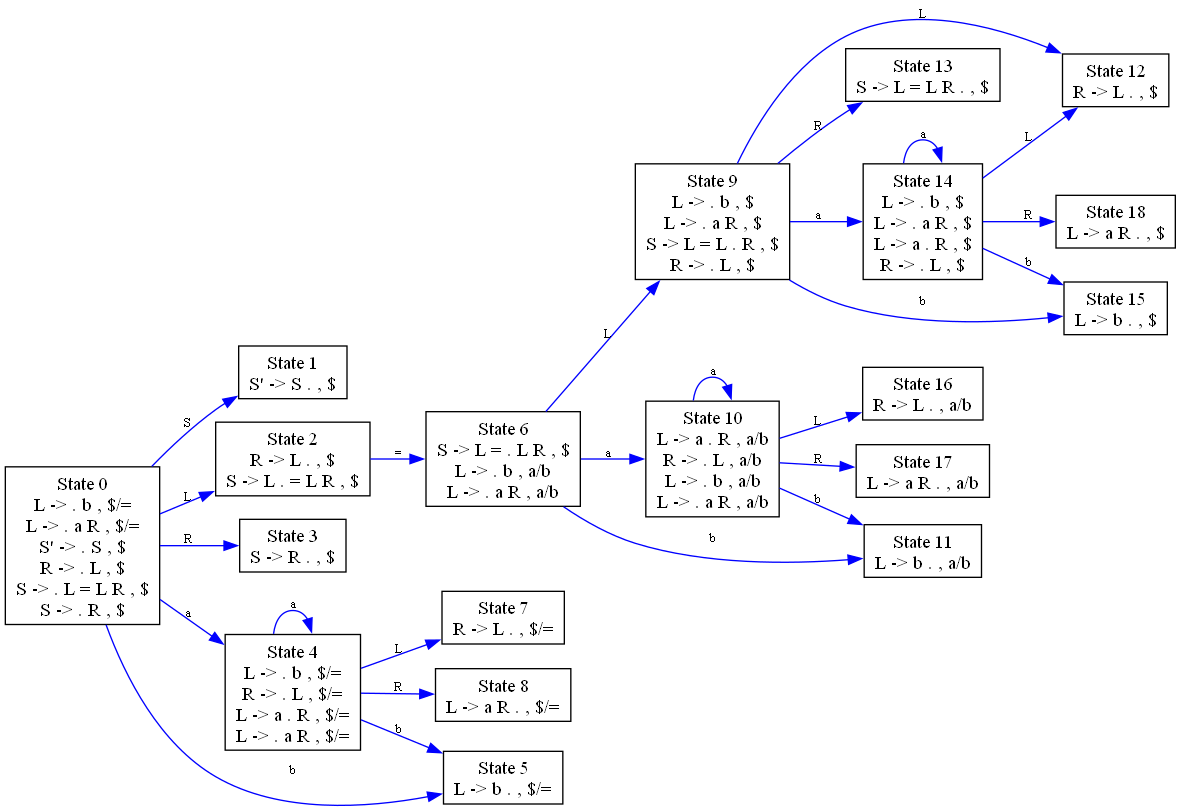 State 0
L -> . b , $/=
L -> . a R , $/=
S' -> . S , $
R -> . L , $
S -> . L = L R , $
S -> . R , $
S
L
R
a
b
State 1
S' -> S . , $
State 2
R -> L . , $
S -> L . = L R , $
=
State 3
S -> R . , $
State 4
L -> . b , $/=
R -> . L , $/=
L -> a . R , $/=
L -> . a R , $/=
a
L
R
b
State 7
R -> L . , $/=
State 8
L -> a R . , $/=
State 5
L -> b . , $/=
State 6
S -> L = . L R , $
L -> . b , a/b
L -> . a R , a/b
L
a
b
State 9
L -> . b , $
L -> . a R , $
S -> L = L . R , $
R -> . L , $
L
R
a
b
State 13
S -> L = L R . , $
State 12
R -> L . , $
State 14
L -> . b , $
L -> . a R , $
L -> a . R , $
R -> . L , $
a
L
R
b
State 18
L -> a R . , $
State 15
L -> b . , $
State 10
L -> a . R , a/b
R -> . L , a/b
L -> . b , a/b
L -> . a R , a/b
a
L
R
b
State 16
R -> L . , a/b
State 17
L -> a R . , a/b
State 11
L -> b . , a/b